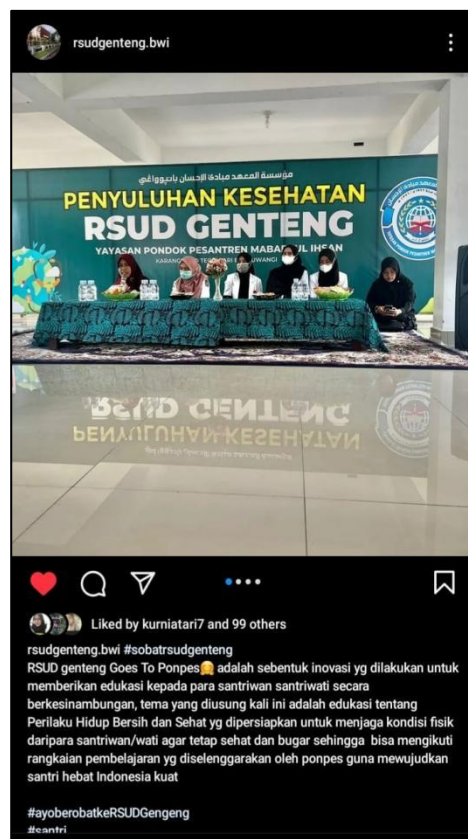 rsudgenteng.bwi
مؤسسة المعهد مبادئ الإحسان بانيوواغي
PENYULUHAN KESEHATAN
RSUD GENTENG
YAYASAN PONDOK PESANTREN MABADI'UL IHSAN
Liked by kurniatari7 and 99 others
rsudgenteng.bwi #sobatrsudgenteng
RSUD genteng Goes To Ponpes🤗 adalah sebentuk inovasi yg dilakukan untuk
memberikan edukasi kepada para santriwan santriwati secara
berkesinambungan, tema yang diusung kali ini adalah edukasi tentang
Perilaku Hidup Bersih dan Sehat yg dipersiapkan untuk menjaga kondisi fisik
daripara santriwan/wati agar tetap sehat dan bugar sehingga bisa mengikuti
rangkaian pembelajaran yg diselenggarakan oleh ponpes guna mewujudkan
santri hebat Indonesia kuat
#ayoberobatkeRSUDGengeng
#santri